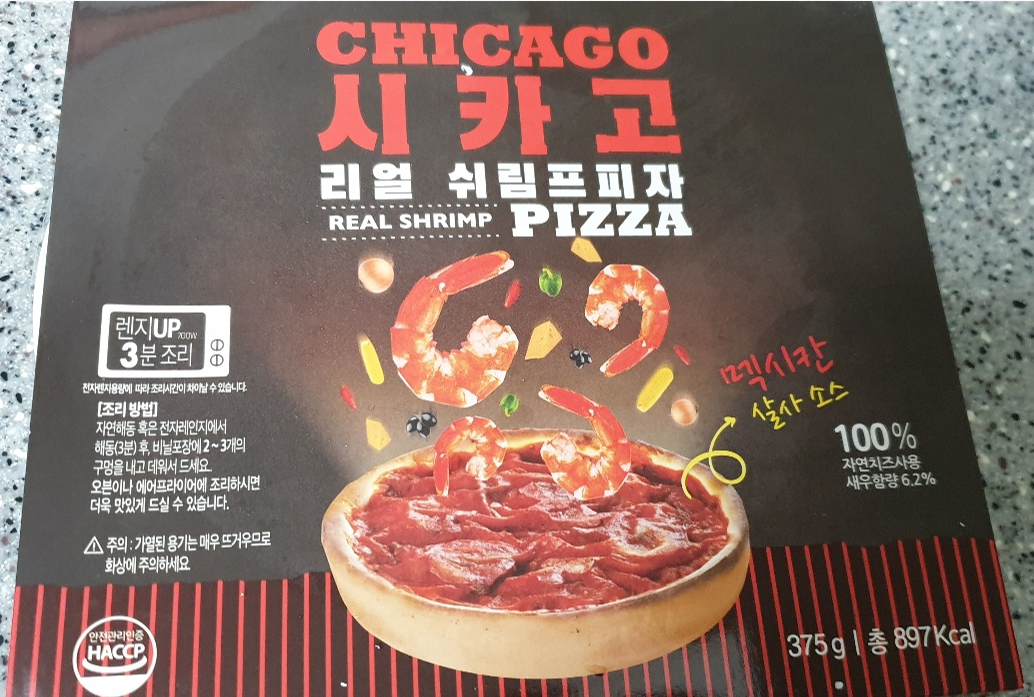 CHICAGO
시카고
리얼 쉬림프피자
REAL SHRIMP PIZZA
렌지UP 700W
3분 조리
전자렌지용량에 따라 조리시간이 차이날 수 있습니다.
[조리 방법]
자연해동 혹은 전자레인지에서
해동(3분) 후, 비닐포장에 2~3개의
구멍을 내고 데워서 드세요.
오븐이나 에어프라이어에 조리하시면
더욱 맛있게 드실 수 있습니다.
주의 : 가열된 용기는 매우 뜨거우므로
화상에 주의하세요
멕시칸
살사 소스
100%
자연치즈사용
새우함량 6.2%
안전관리인증
HACCP
375g | 총 897Kcal